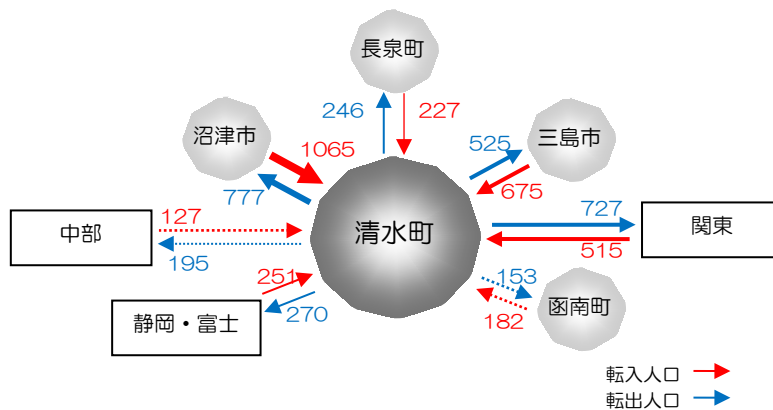 長泉町
246
227
沼津市
1065
777
525
三島市
675
中部
127
195
清水町
727
関東
515
251
270
静岡・富士
153
182
函南町
転入人口
転出人口